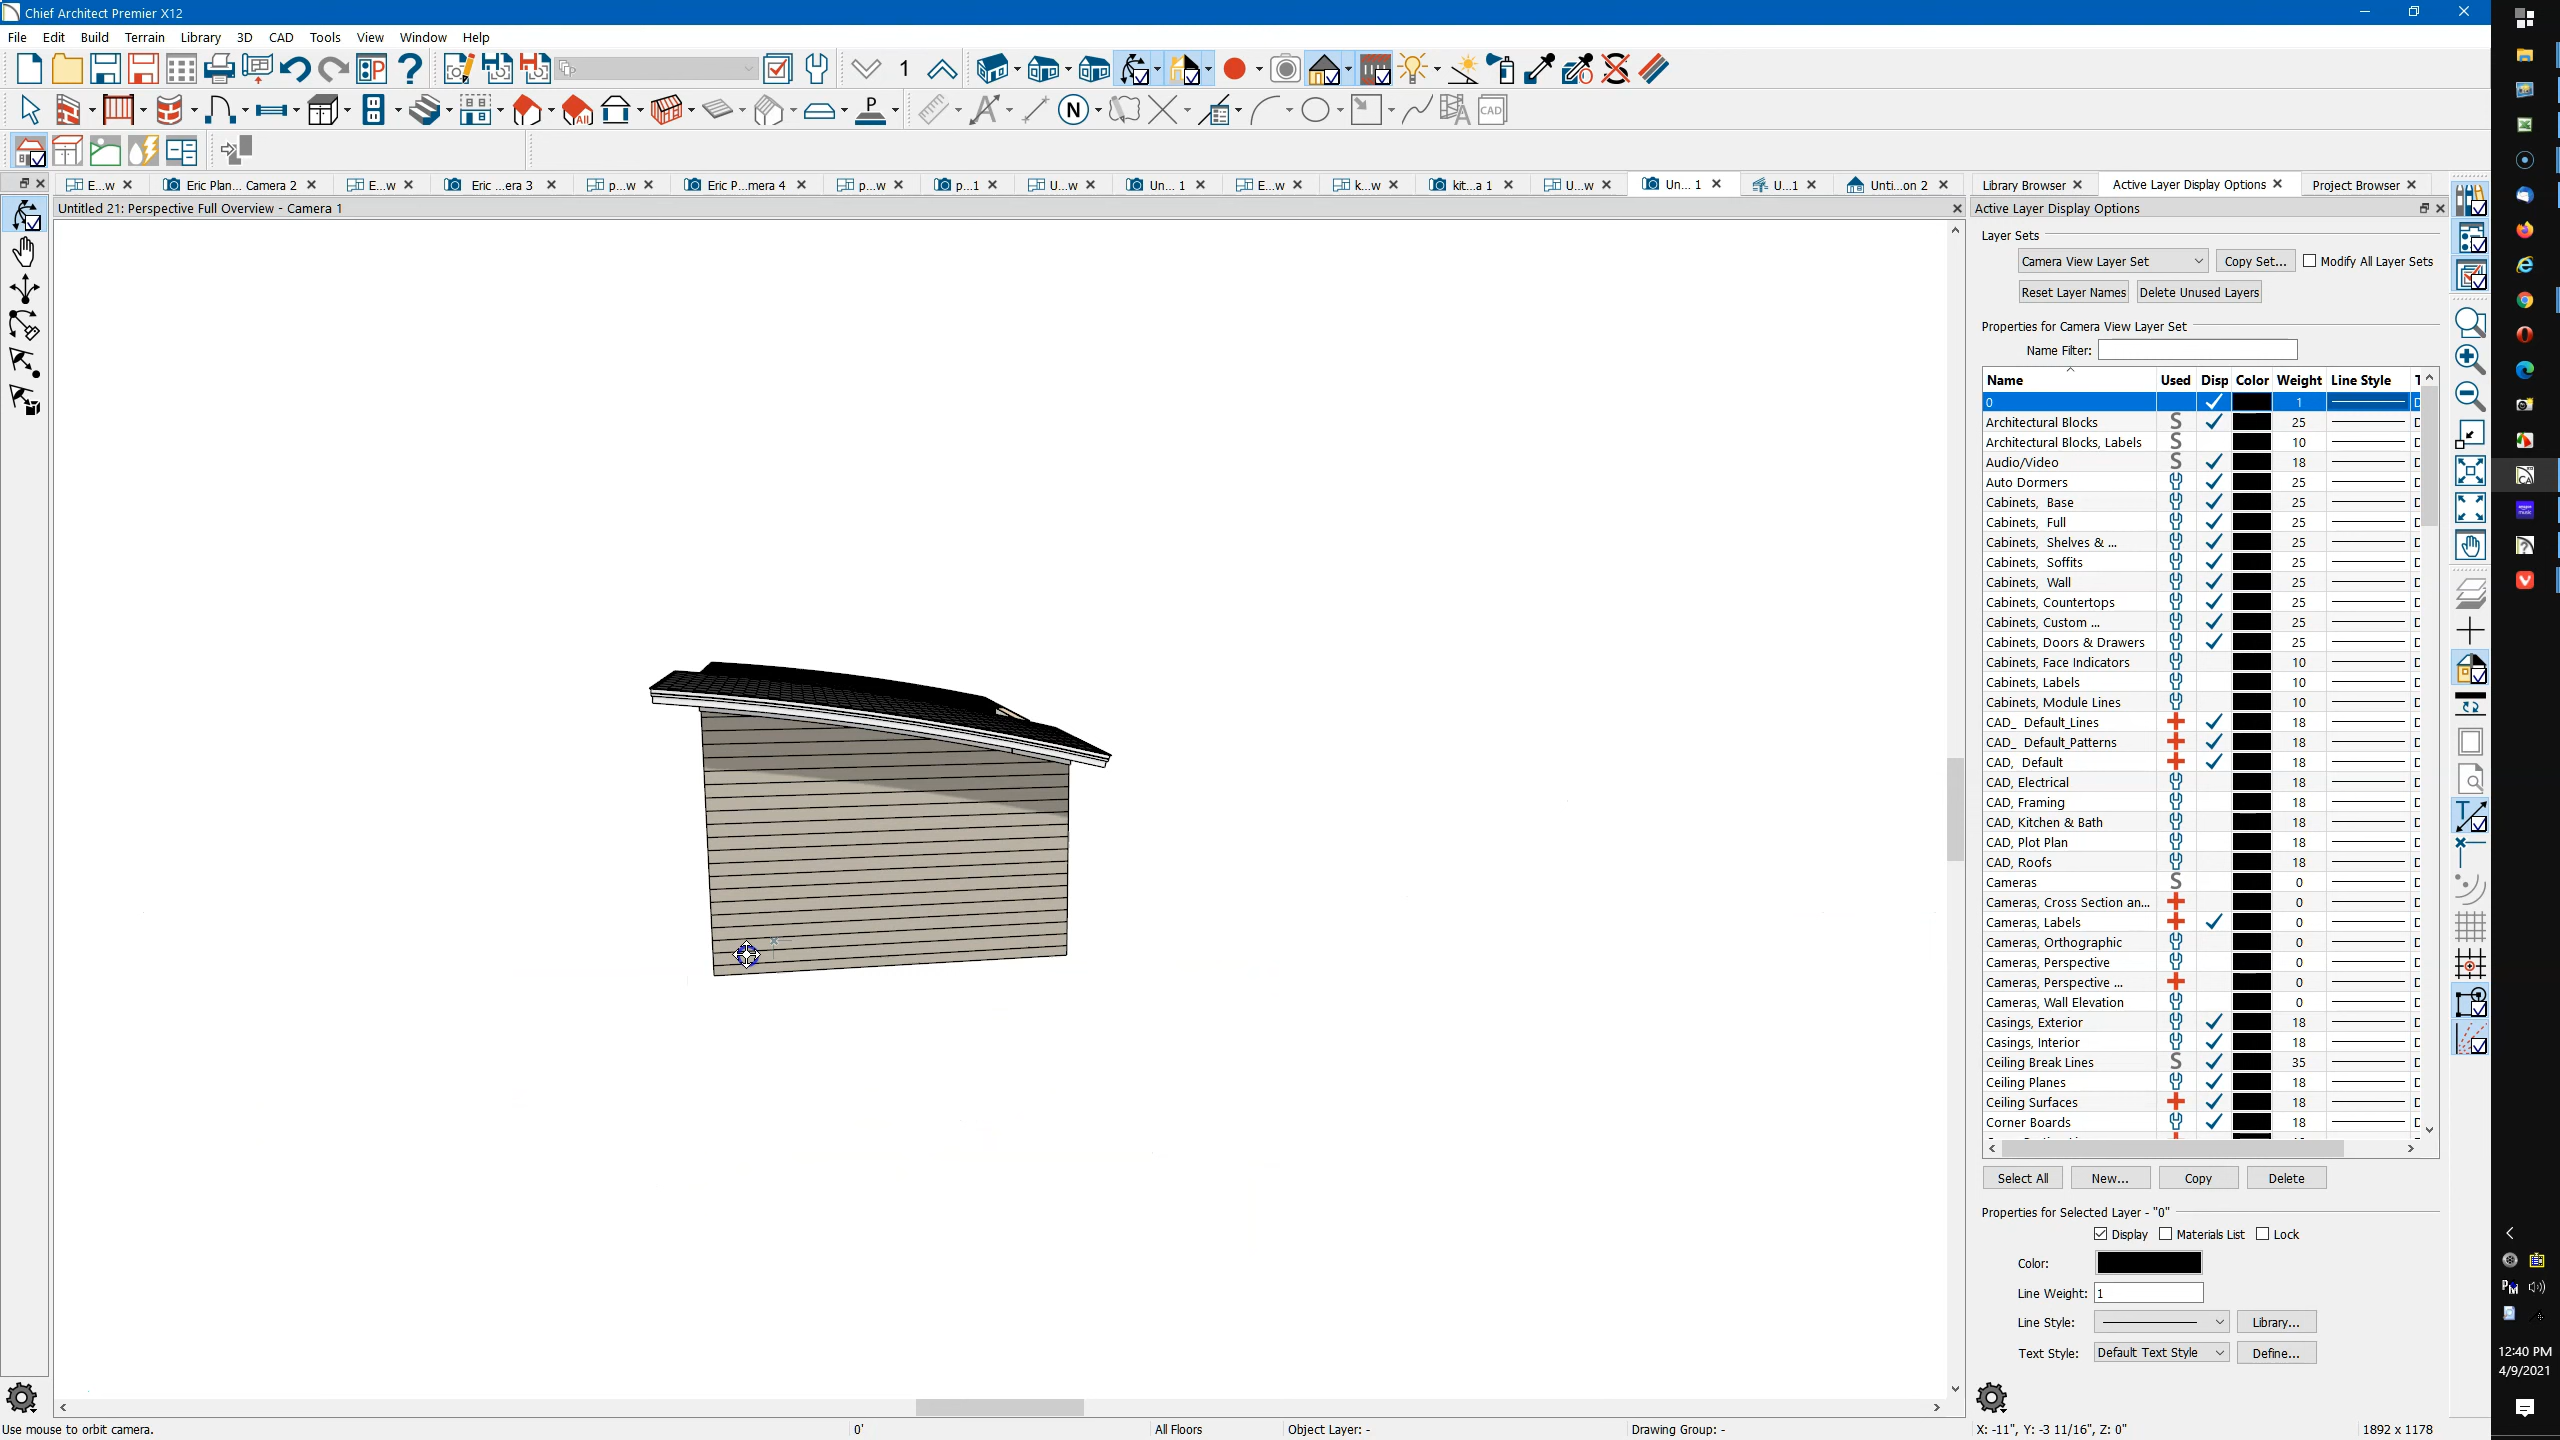 Chief Architect Premier X12
File Edit Build Terrain Library 3D CAD Tools View Window Help
1
N P CAD
All
E...w Eric Plan... Camera 2 E...w Eric ...era 3 p...w Eric P...mera 4 p...w p...1 U...w Un... 1 E...w k...w kit...a 1 U...w Un... 1 U...1 Unti...on 2 Library Browser Active Layer Display Options Project Browser
Untitled 21: Perspective Full Overview - Camera 1
Active Layer Display Options
Layer Sets
Camera View Layer Set Copy Set... Modify All Layer Sets
Reset Layer Names Delete Unused Layers
Properties for Camera View Layer Set
Name Filter:
Name Used Disp Color Weight Line Style
0 1
Architectural Blocks S 25
Architectural Blocks, Labels S 10
Audio/Video S 18
Auto Dormers 25
Cabinets, Base 25
Cabinets, Full 25
Cabinets, Shelves & ... 25
Cabinets, Soffits 25
Cabinets, Wall 25
Cabinets, Countertops 25
Cabinets, Custom ... 25
Cabinets, Doors & Drawers 25
Cabinets, Face Indicators 10
Cabinets, Labels 10
Cabinets, Module Lines 10
CAD_ Default_Lines 18
CAD_ Default_Patterns 18
CAD, Default 18
CAD, Electrical 18
CAD, Framing 18
CAD, Kitchen & Bath 18
CAD, Plot Plan 18
CAD, Roofs 18
Cameras S 0
Cameras, Cross Section an... 0
Cameras, Labels 0
Cameras, Orthographic 0
Cameras, Perspective 0
Cameras, Perspective ... 0
Cameras, Wall Elevation 0
Casings, Exterior 18
Casings, Interior 18
Ceiling Break Lines S 35
Ceiling Planes 18
Ceiling Surfaces 18
Corner Boards 18
Select All New... Copy Delete
Properties for Selected Layer - "0"
Display Materials List Lock
Color:
Line Weight: 1
Line Style: Library...
Text Style: Default Text Style Define...
12:40 PM
4/9/2021
Use mouse to orbit camera. 0' All Floors Object Layer: - Drawing Group: - X: -11", Y: -3 11/16", Z: 0" 1892 x 1178